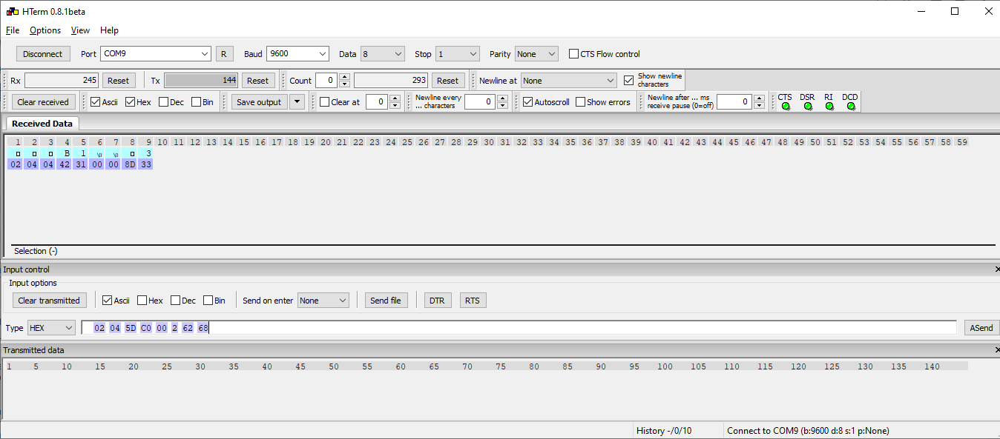 HTerm 0.8.1beta
File Options View Help
Disconnect Port COM9 R Baud 9600 Data 8 Stop 1 Parity None CTS Flow control
Rx 245 Reset Tx 144 Reset Count 0 293 Reset Newline at None Show newline characters
Clear received Ascii Hex Dec Bin Save output Clear at 0 Newline every ... characters 0 Autoscroll Show errors Newline after ... ms receive pause (0=off) 0 CTS DSR RI DCD
Received Data
1 2 3 4 5 6 7 8 9 10 11 12 13 14 15 16 17 18 19 20 21 22 23 24 25 26 27 28 29 30 31 32 33 34 35 36 37 38 39 40 41 42 43 44 45 46 47 48 49 50 51 52 53 54 55 56 57 58 59
B 1 \0 \0 3
02 04 04 42 31 00 00 8D 33
Selection (-)
Input control
Input options
Clear transmitted Ascii Hex Dec Bin Send on enter None Send file DTR RTS
Type HEX 02 04 5D C0 00 2 62 68 ASend
Transmitted data
1 5 10 15 20 25 30 35 40 45 50 55 60 65 70 75 80 85 90 95 100 105 110 115 120 125 130 135 140
History -/0/10 Connect to COM9 (b:9600 d:8 s:1 p:None)